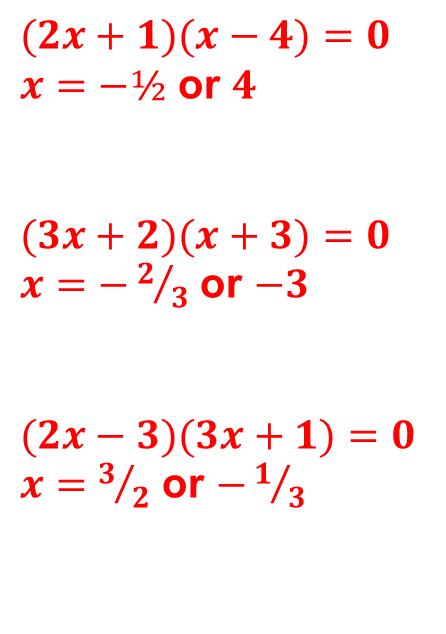 (2x + 1)(x − 4) = 0
x = −½ or 4
(3x + 2)(x + 3) = 0
x = − 2/3 or −3
(2x − 3)(3x + 1) = 0
x = 3/2 or − 1/3